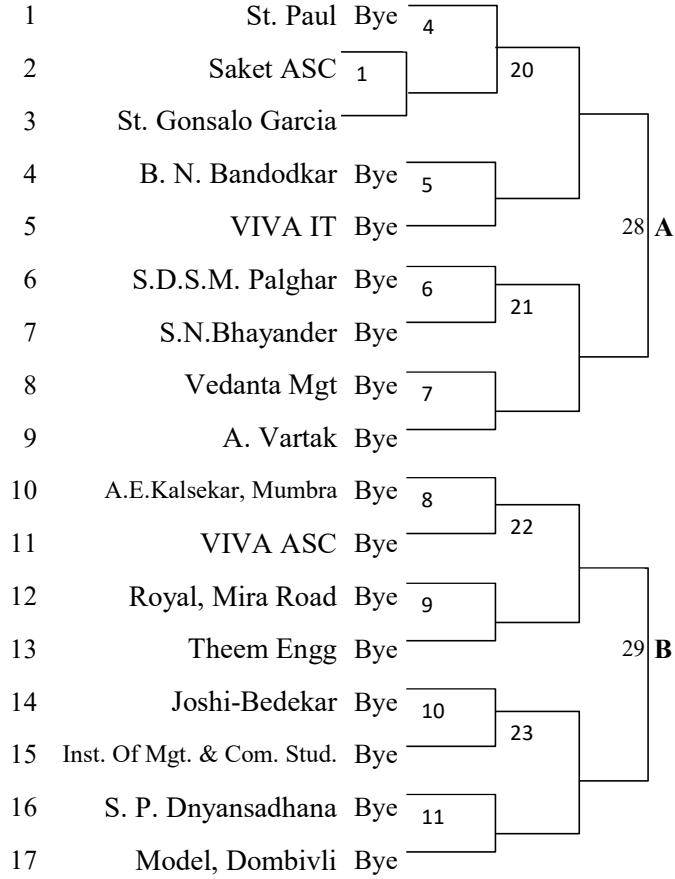 1 St. Paul Bye 4
2 Saket ASC 1 20
3 St. Gonsalo Garcia
4 B. N. Bandodkar Bye 5
5 VIVA IT Bye 28 A
6 S.D.S.M. Palghar Bye 6
7 S.N.Bhayander Bye 21
8 Vedanta Mgt Bye 7
9 A. Vartak Bye
10 A.E.Kalsekar, Mumbra Bye 8
11 VIVA ASC Bye 22
12 Royal, Mira Road Bye 9
13 Theem Engg Bye 29 B
14 Joshi-Bedekar Bye 10
15 Inst. Of Mgt. & Com. Stud. Bye 23
16 S. P. Dnyansadhana Bye 11
17 Model, Dombivli Bye